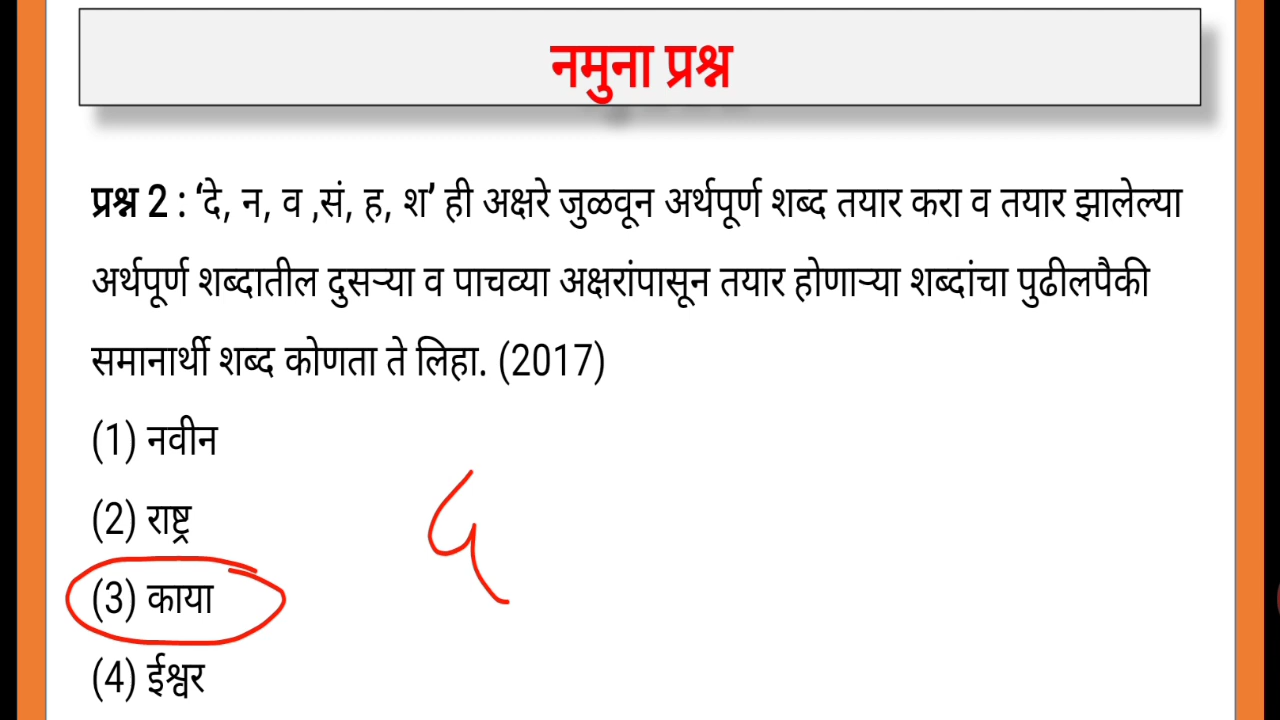 नमुना प्रश्न
प्रश्न 2 : ‘दे, न, व ,सं, ह, श’ ही अक्षरे जुळवून अर्थपूर्ण शब्द तयार करा व तयार झालेल्या
अर्थपूर्ण शब्दातील दुसऱ्या व पाचव्या अक्षरांपासून तयार होणाऱ्या शब्दांचा पुढीलपैकी
समानार्थी शब्द कोणता ते लिहा. (2017)
(1) नवीन
(2) राष्ट्र
(3) काया
(4) ईश्वर